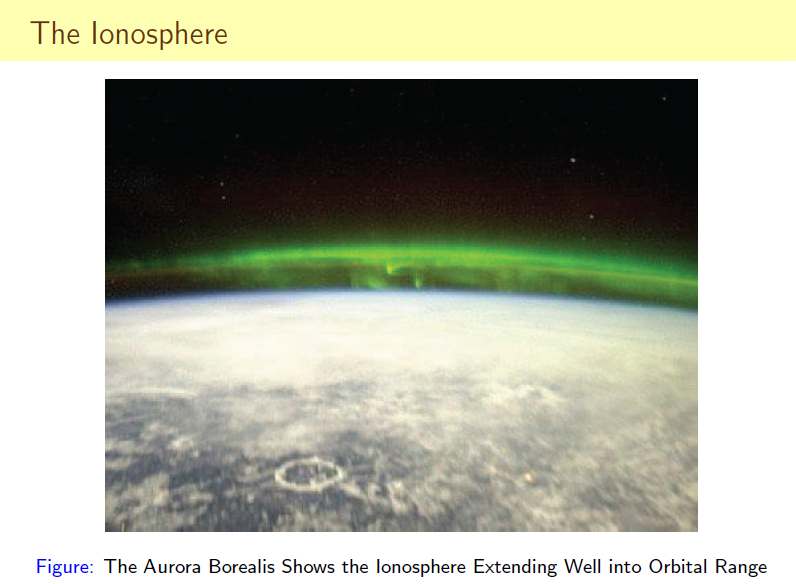 The Ionosphere
Figure: The Aurora Borealis Shows the Ionosphere Extending Well into Orbital Range